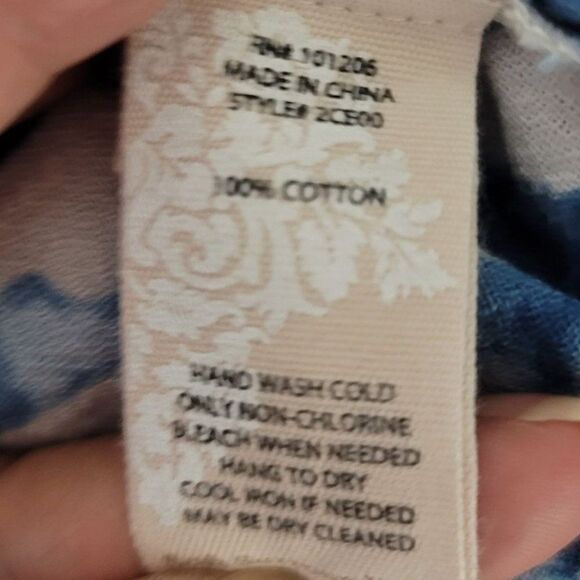 RN# 101206
MADE IN CHINA
STYLE# 2CE00
100% COTTON
HAND WASH COLD
ONLY NON-CHLORINE
BLEACH WHEN NEEDED
HANG TO DRY
COOL IRON IF NEEDED
MAY BE DRY CLEANED